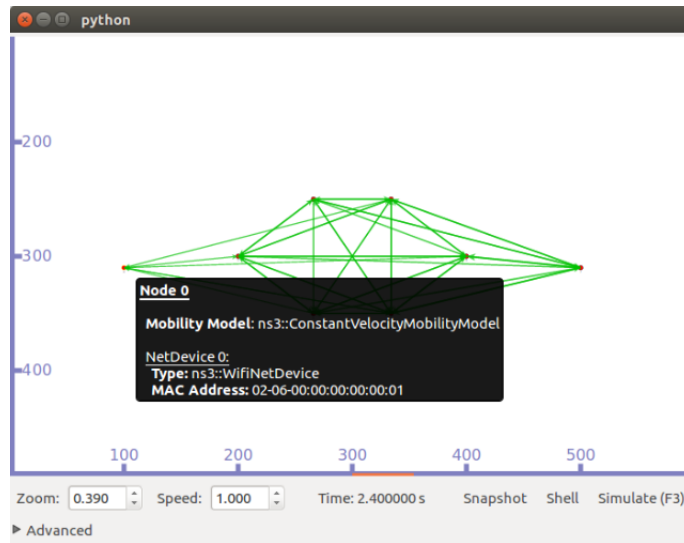 python
200
300
400
Node 0
Mobility Model: ns3::ConstantVelocityMobilityModel
NetDevice 0:
Type: ns3::WifiNetDevice
MAC Address: 02-06-00:00:00:00:00:01
100 200 300 400 500
Zoom: 0.390 Speed: 1.000 Time: 2.400000 s Snapshot Shell Simulate (F3)
Advanced